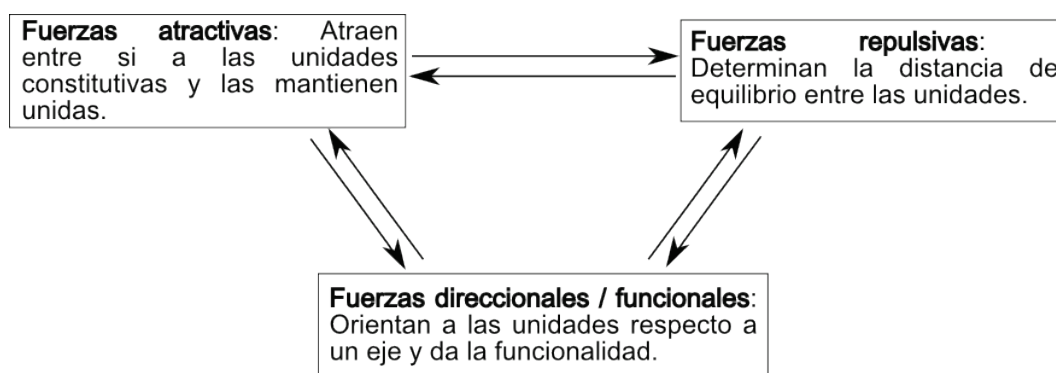 Fuerzas atractivas: Atraen
entre si a las unidades
constitutivas y las mantienen
unidas.
Fuerzas repulsivas:
Determinan la distancia de
equilibrio entre las unidades.
Fuerzas direccionales / funcionales:
Orientan a las unidades respecto a
un eje y da la funcionalidad.